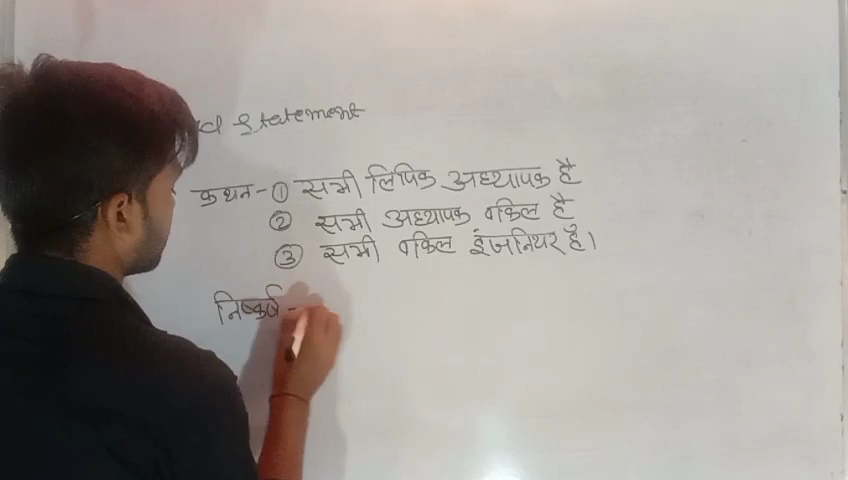 statement
कथन - ① सभी लिपिक अध्यापक है
② सभी अध्यापक वकिल है
③ सभी वकिल इंजनियर है।
निष्कर्ष -